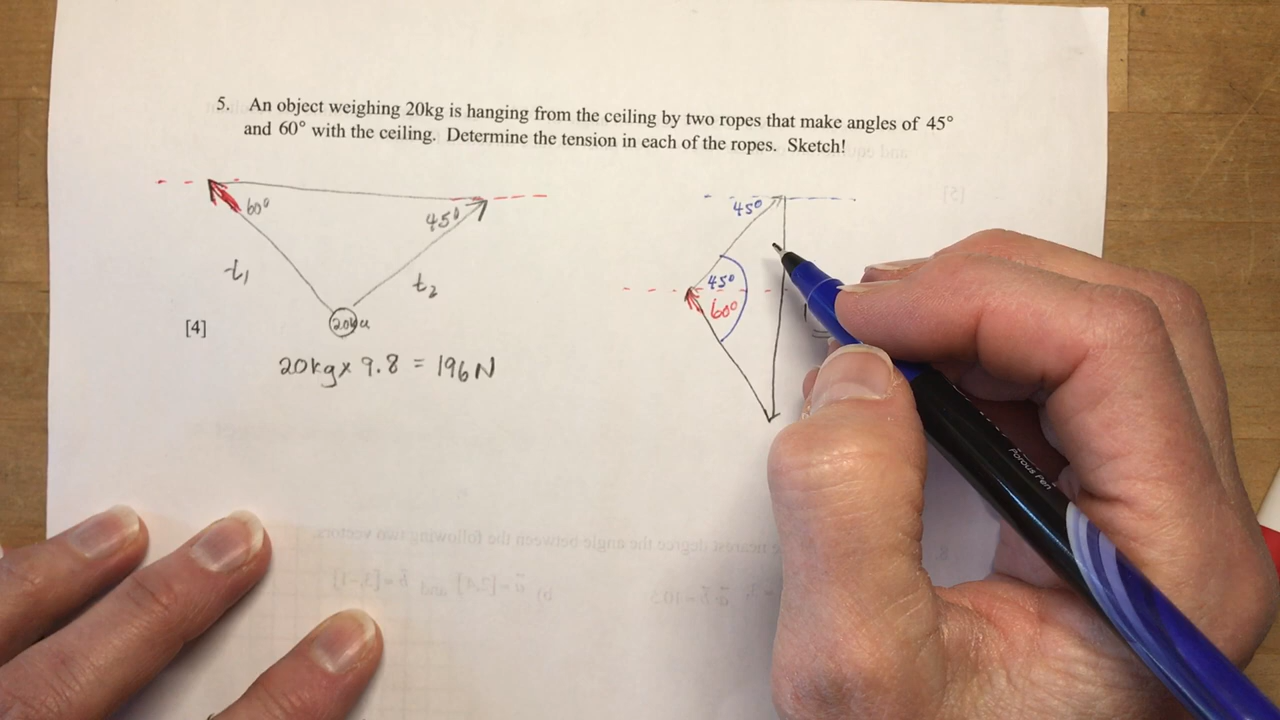 5. An object weighing 20kg is hanging from the ceiling by two ropes that make angles of 45°
and 60° with the ceiling. Determine the tension in each of the ropes. Sketch!
60° 45°
t1 t2
20kg
[4]
20kg x 9.8 = 196N
45°
45°
60°
Porous Pen